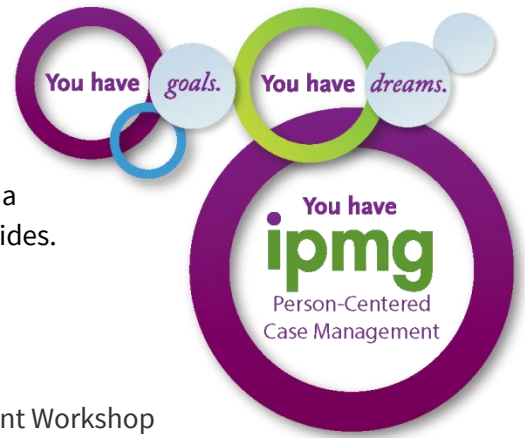 You have goals. You have dreams.
a
ides.
You have
ipmg
Person-Centered
Case Management
nt Workshop